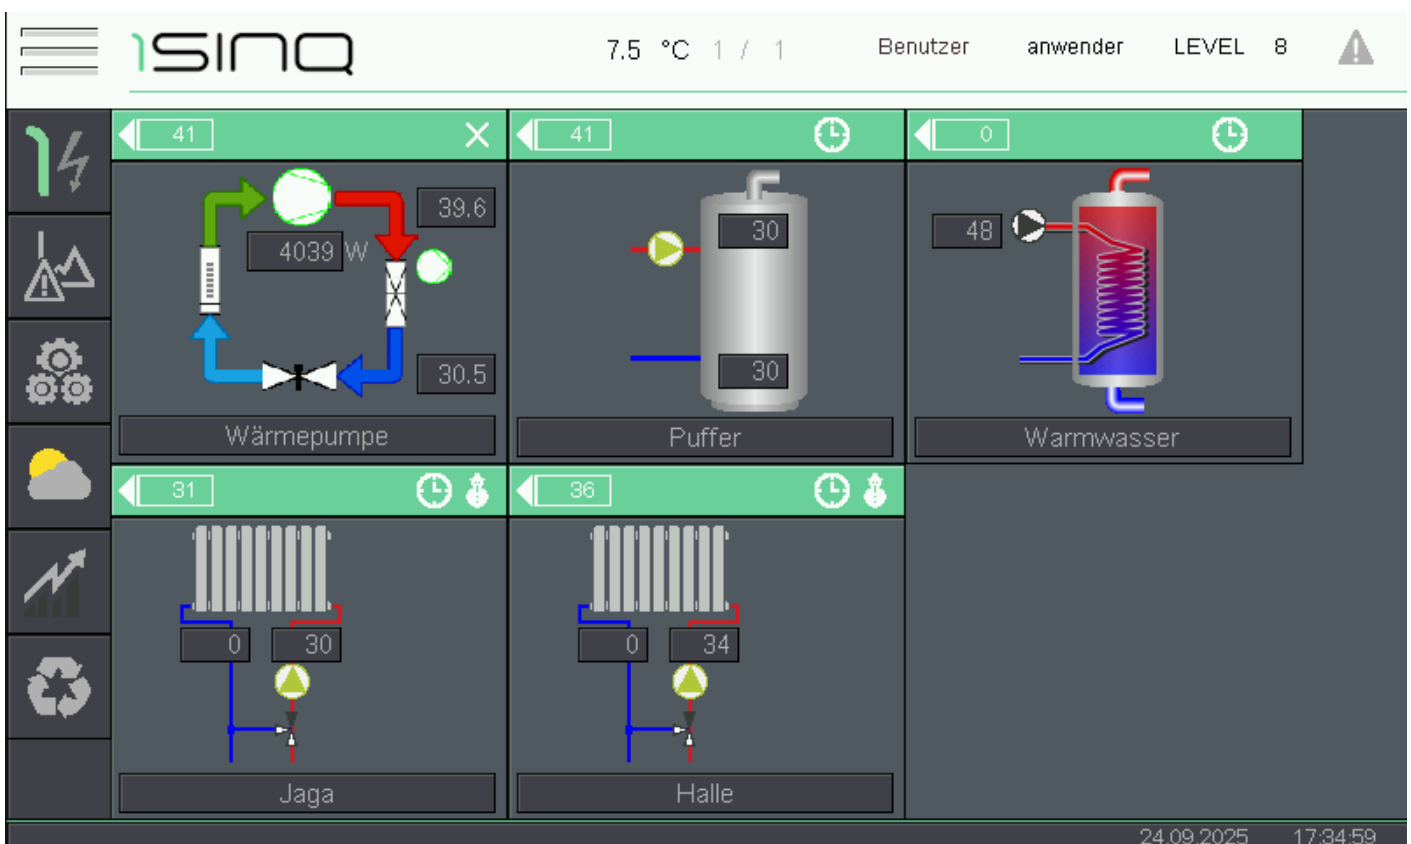 ISINQ 7.5 °C 1 / 1 Benutzer anwender LEVEL 8
41 41 0
39.6 30 48
4039 W
30.5 30
Wärmepumpe Puffer Warmwasser
31 36
0 30 0 34
Jaga Halle
24.09.2025 17:34:59